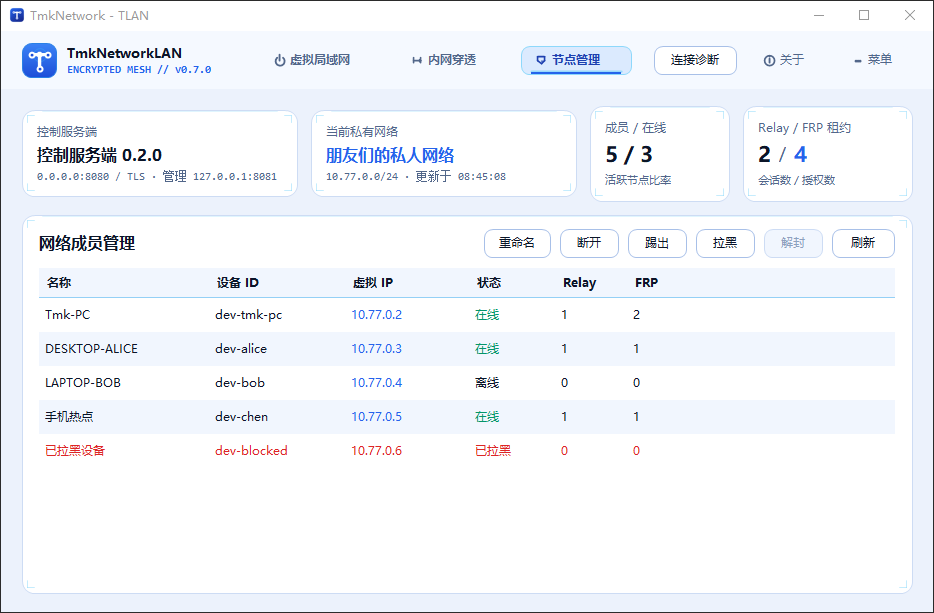 TmkNetwork - TLAN
TmkNetworkLAN
ENCRYPTED MESH // v0.7.0
虚拟局域网
内网穿透
节点管理
连接诊断
关于
菜单
控制服务端
控制服务端 0.2.0
0.0.0.0:8080 / TLS · 管理 127.0.0.1:8081
当前私有网络
朋友们的私人网络
10.77.0.0/24 · 更新于 08:45:08
成员 / 在线
5 / 3
活跃节点比率
Relay / FRP 租约
2 / 4
会话数 / 授权数
网络成员管理
重命名 断开 踢出 拉黑 解封 刷新
名称 设备 ID 虚拟 IP 状态 Relay FRP
Tmk-PC dev-tmk-pc 10.77.0.2 在线 1 2
DESKTOP-ALICE dev-alice 10.77.0.3 在线 1 1
LAPTOP-BOB dev-bob 10.77.0.4 离线 0 0
手机热点 dev-chen 10.77.0.5 在线 1 1
已拉黑设备 dev-blocked 10.77.0.6 已拉黑 0 0